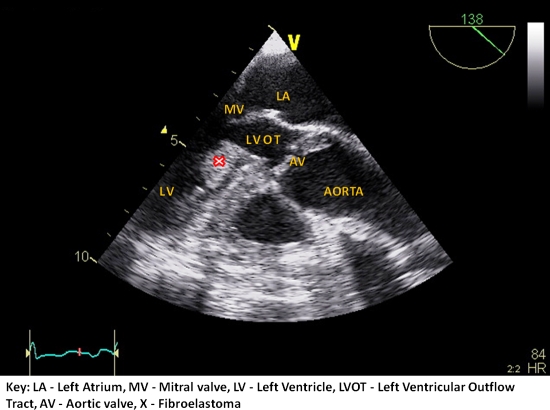 138
V
LA
MV
LVOT
5
X
AV
LV
AORTA
10
84
HR
2:2
Key: LA - Left Atrium, MV - Mitral valve, LV - Left Ventricle, LVOT - Left Ventricular Outflow
Tract, AV - Aortic valve, X - Fibroelastoma